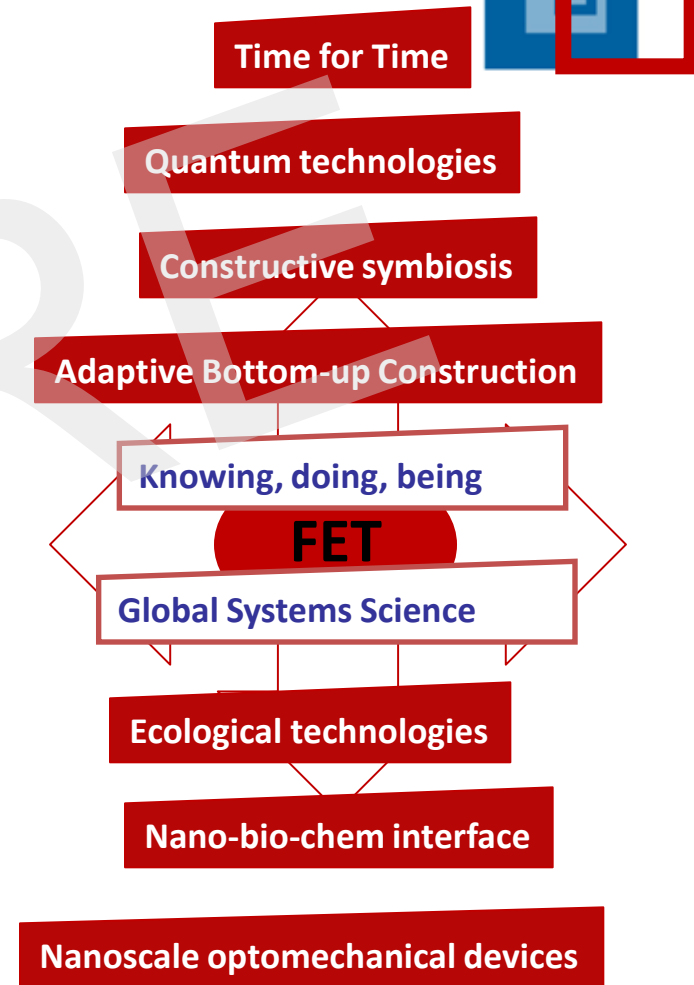 Time for Time
Quantum technologies
Constructive symbiosis
Adaptive Bottom-up Construction
Knowing, doing, being
FET
Global Systems Science
Ecological technologies
Nano-bio-chem interface
Nanoscale optomechanical devices